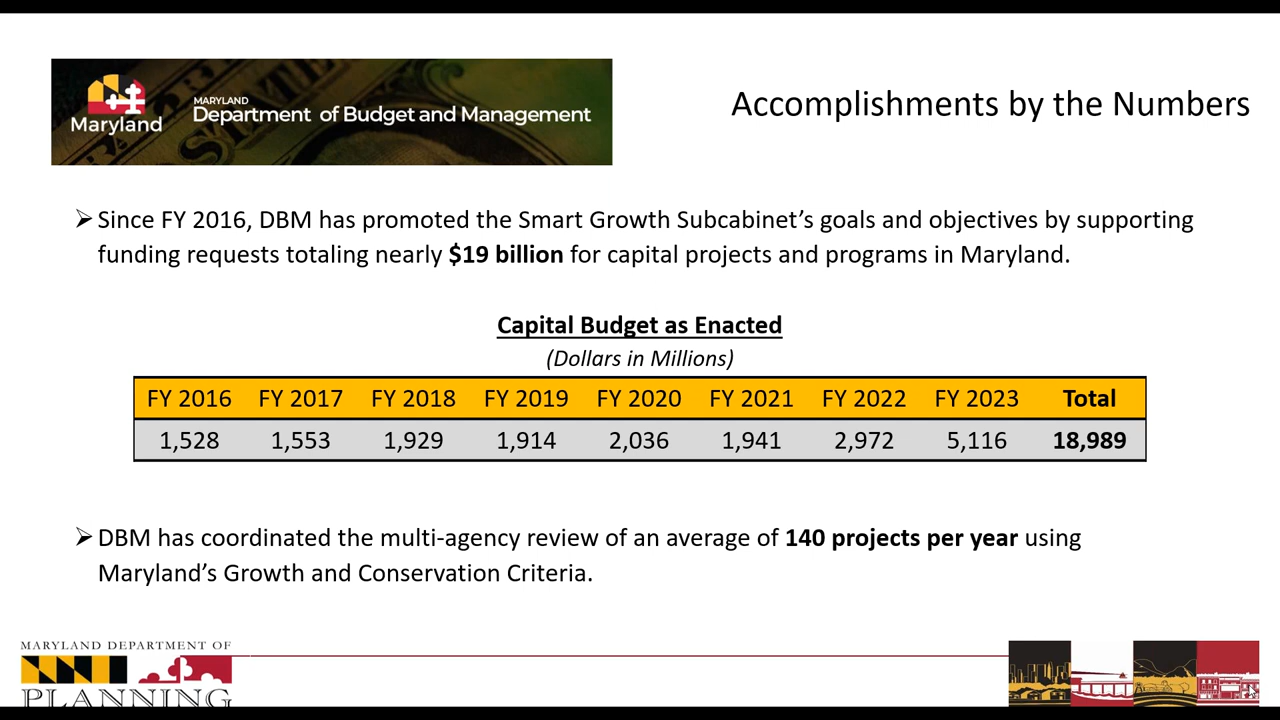 MARYLAND
Maryland
Department of Budget and Management
Accomplishments by the Numbers
➢ Since FY 2016, DBM has promoted the Smart Growth Subcabinet’s goals and objectives by supporting
funding requests totaling nearly $19 billion for capital projects and programs in Maryland.
Capital Budget as Enacted
(Dollars in Millions)
FY 2016 FY 2017 FY 2018 FY 2019 FY 2020 FY 2021 FY 2022 FY 2023 Total
1,528 1,553 1,929 1,914 2,036 1,941 2,972 5,116 18,989
➢ DBM has coordinated the multi-agency review of an average of 140 projects per year using
Maryland’s Growth and Conservation Criteria.
MARYLAND DEPARTMENT OF
PLANNING